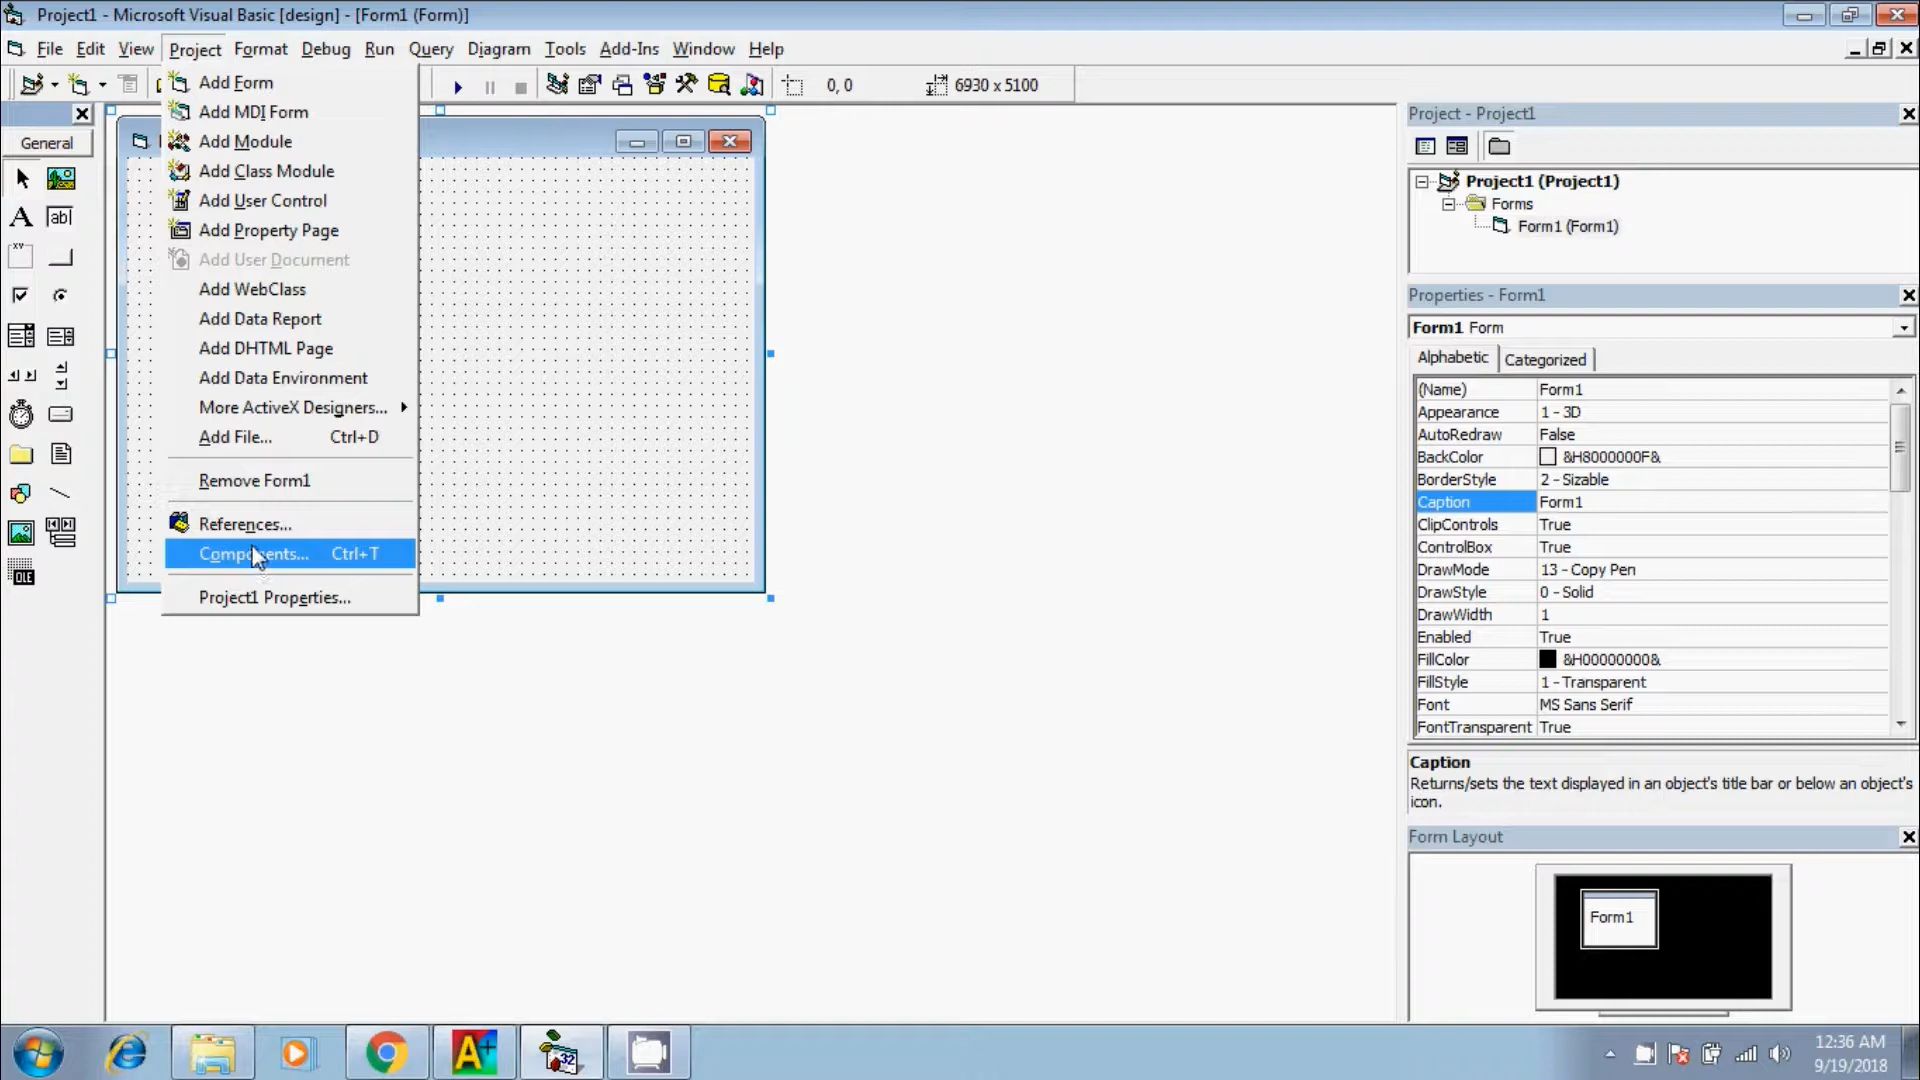 Project1 - Microsoft Visual Basic [design] - [Form1 (Form)]
File Edit View Project Format Debug Run Query Diagram Tools Add-Ins Window Help
0, 0 6930 x 5100
General
A ab|
XY
OLE
Add Form
Add MDI Form
Add Module
Add Class Module
Add User Control
Add Property Page
Add User Document
Add WebClass
Add Data Report
Add DHTML Page
Add Data Environment
More ActiveX Designers...
Add File... Ctrl+D
Remove Form1
References...
Components... Ctrl+T
Project1 Properties...
Project - Project1
Project1 (Project1)
Forms
Form1 (Form1)
Properties - Form1
Form1 Form
Alphabetic Categorized
(Name) Form1
Appearance 1 - 3D
AutoRedraw False
BackColor &H8000000F&
BorderStyle 2 - Sizable
Caption Form1
ClipControls True
ControlBox True
DrawMode 13 - Copy Pen
DrawStyle 0 - Solid
DrawWidth 1
Enabled True
FillColor &H00000000&
FillStyle 1 - Transparent
Font MS Sans Serif
FontTransparent True
Caption
Returns/sets the text displayed in an object's title bar or below an object's
icon.
Form Layout
Form1
A+
32
12:36 AM
9/19/2018